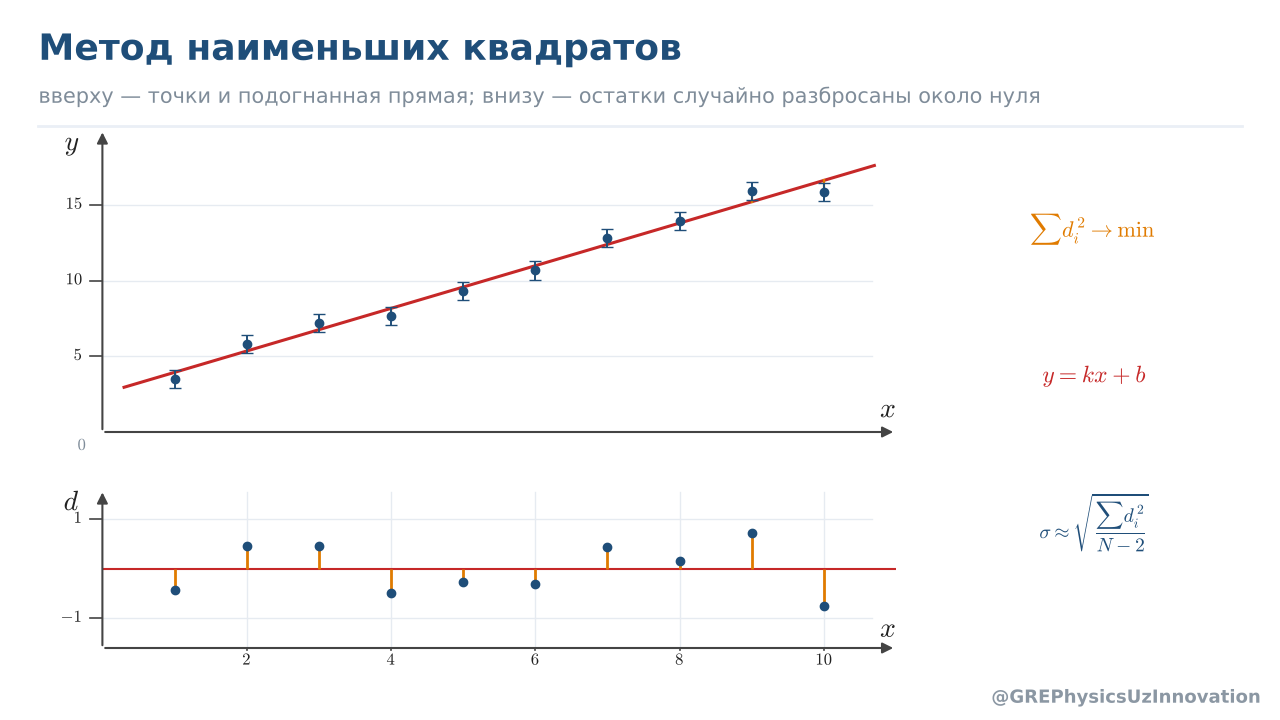 Метод наименьших квадратов
вверху — точки и подогнанная прямая; внизу — остатки случайно разбросаны около нуля
y
15
10
5
0
x
∑ d_i^2 → min
y = kx + b
σ ≈ √(∑ d_i^2 / (N − 2))
d
1
−1
x
2 4 6 8 10
@GREPhysicsUzInnovation